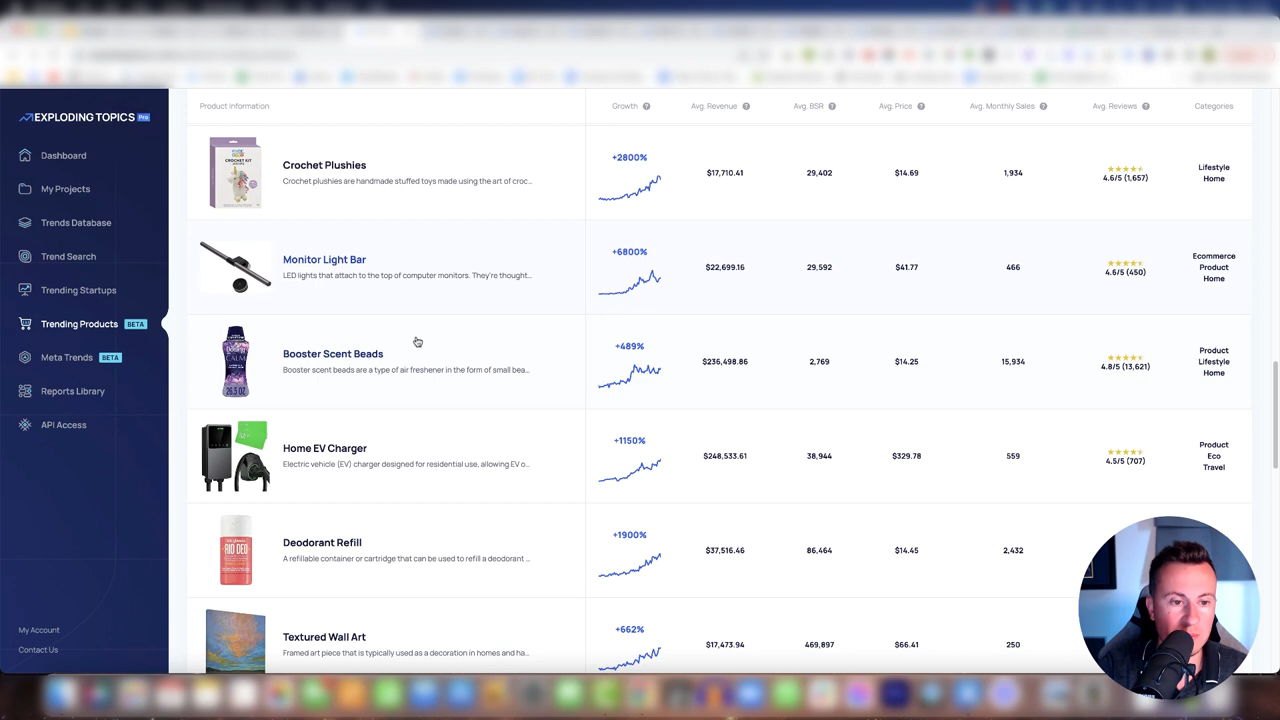 EXPLODING TOPICS Pro
Dashboard
My Projects
Trends Database
Trend Search
Trending Startups
Trending Products BETA
Meta Trends BETA
Reports Library
API Access
My Account
Contact Us
Product Information Growth ? Avg. Revenue ? Avg. BSR ? Avg. Price ? Avg. Monthly Sales ? Avg. Reviews ? Categories
Crochet Plushies
Crochet plushies are handmade stuffed toys made using the art of croc...
+2800%
$17,710.41
29,402
$14.69
1,934
4.6/5 (1,657)
Lifestyle
Home
Monitor Light Bar
LED lights that attach to the top of computer monitors. They're thought...
+6800%
$22,699.16
29,592
$41.77
466
4.6/5 (450)
Ecommerce
Product
Home
Booster Scent Beads
Booster scent beads are a type of air freshener in the form of small bea...
+489%
$236,498.86
2,769
$14.25
15,934
4.8/5 (13,621)
Product
Lifestyle
Home
Home EV Charger
Electric vehicle (EV) charger designed for residential use, allowing EV o...
+1150%
$248,533.61
38,944
$329.78
559
4.5/5 (707)
Product
Eco
Travel
Deodorant Refill
A refillable container or cartridge that can be used to refill a deodorant ...
+1900%
$37,516.46
86,464
$14.45
2,432
Textured Wall Art
Framed art piece that is typically used as a decoration in homes and ha...
+662%
$17,473.94
469,897
$66.41
250
CROCHET KIT
CALM
RIO DEO